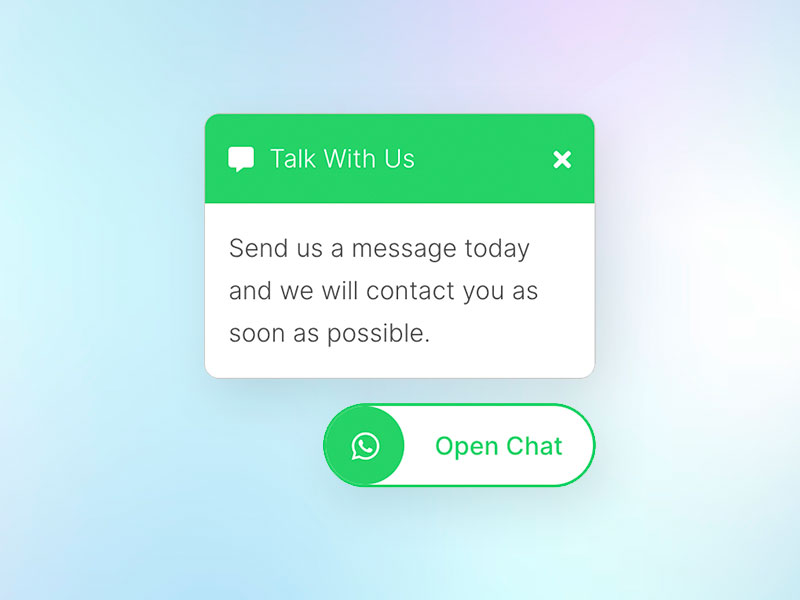 Talk With Us
Send us a message today
and we will contact you as
soon as possible.
Open Chat